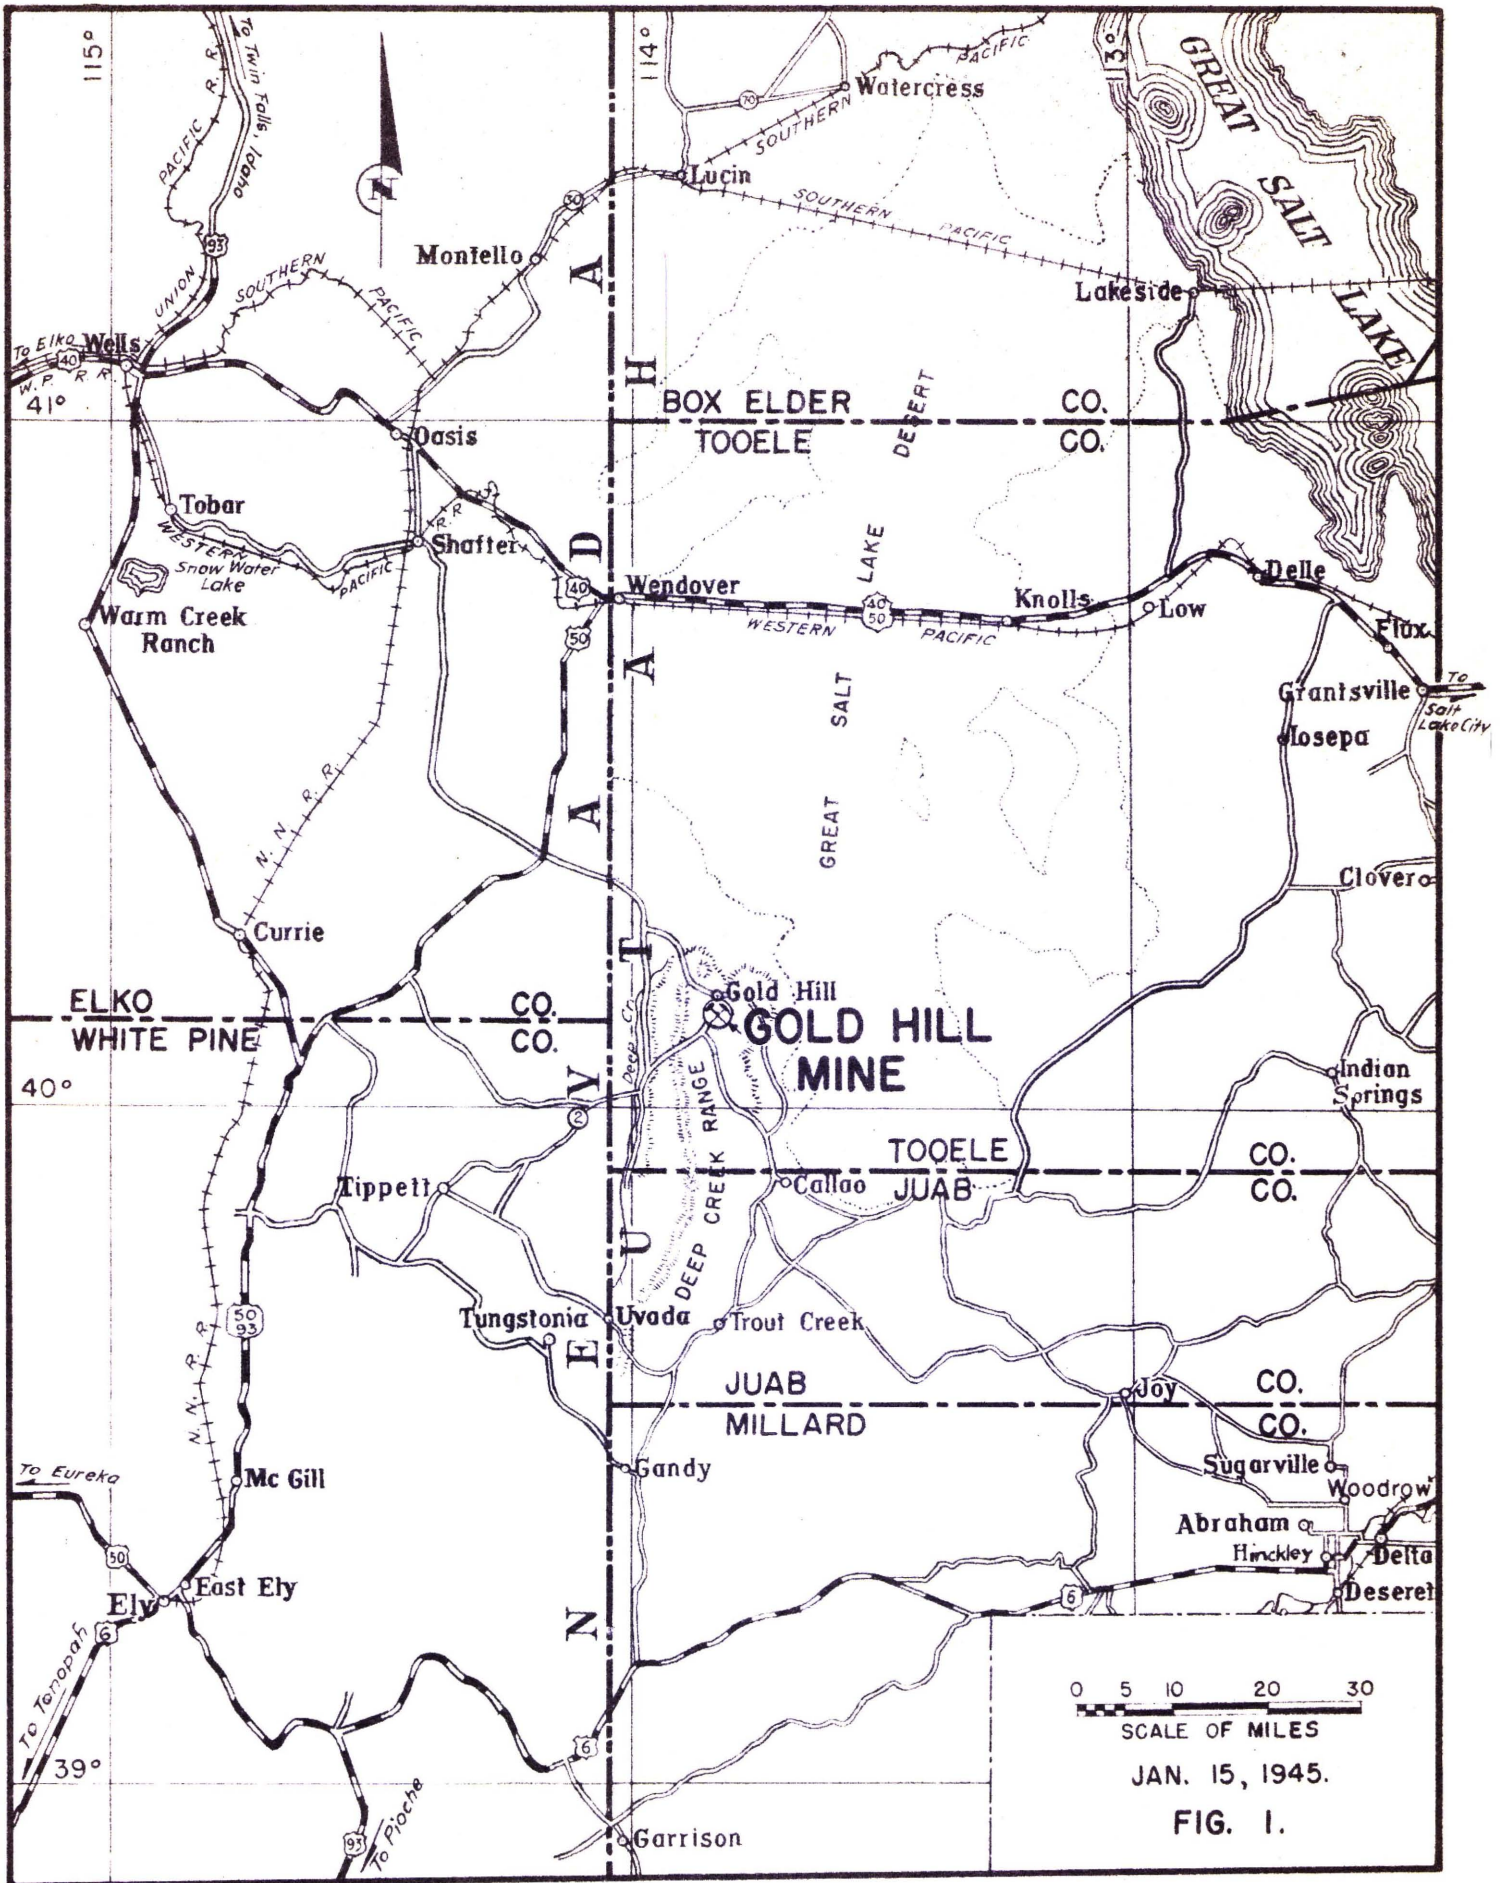 115°
To Twin Falls, Idaho
114°
113°
GREAT
SALT
LAKE
PACIFIC R. R.
PACIFIC
SOUTHERN
70
Watercress
N
Lucin
30
SOUTHERN PACIFIC
93
Montello
UNION
SOUTHERN PACIFIC
Lakeside
To Elko
40
Wells
W. P. R. R.
41°
BOX ELDER CO.
TOOELE CO.
Oasis
Tobar
R. R.
Shafter
WESTERN PACIFIC
Snow Water
Lake
Warm Creek
Ranch
40
Wendover
50
40
50
WESTERN PACIFIC
Knolls
Low
Delle
Flux
Grantsville
To
Salt
Lake City
Iosepa
GREAT SALT LAKE DESERT
N. N. R. R.
Clover
Currie
ELKO CO.
WHITE PINE CO.
Gold Hill
GOLD HILL
MINE
Deep Cr.
DEEP CREEK RANGE
40°
2
Indian
Springs
TOOELE CO.
JUAB CO.
Tippett
Callao
50
93
Tungstonia
Uvada
Trout Creek
N. N. R. R.
JUAB CO.
MILLARD CO.
Joy
Gandy
Sugarville
Woodrow
To Eureka
Mc Gill
Abraham
Hinckley
Delta
Deseret
50
East Ely
Ely
6
6
To Tonopah
6
39°
93
To Pioche
Garrison
NEVADA
UTAH
0 5 10 20 30
SCALE OF MILES
JAN. 15, 1945.
FIG. 1.